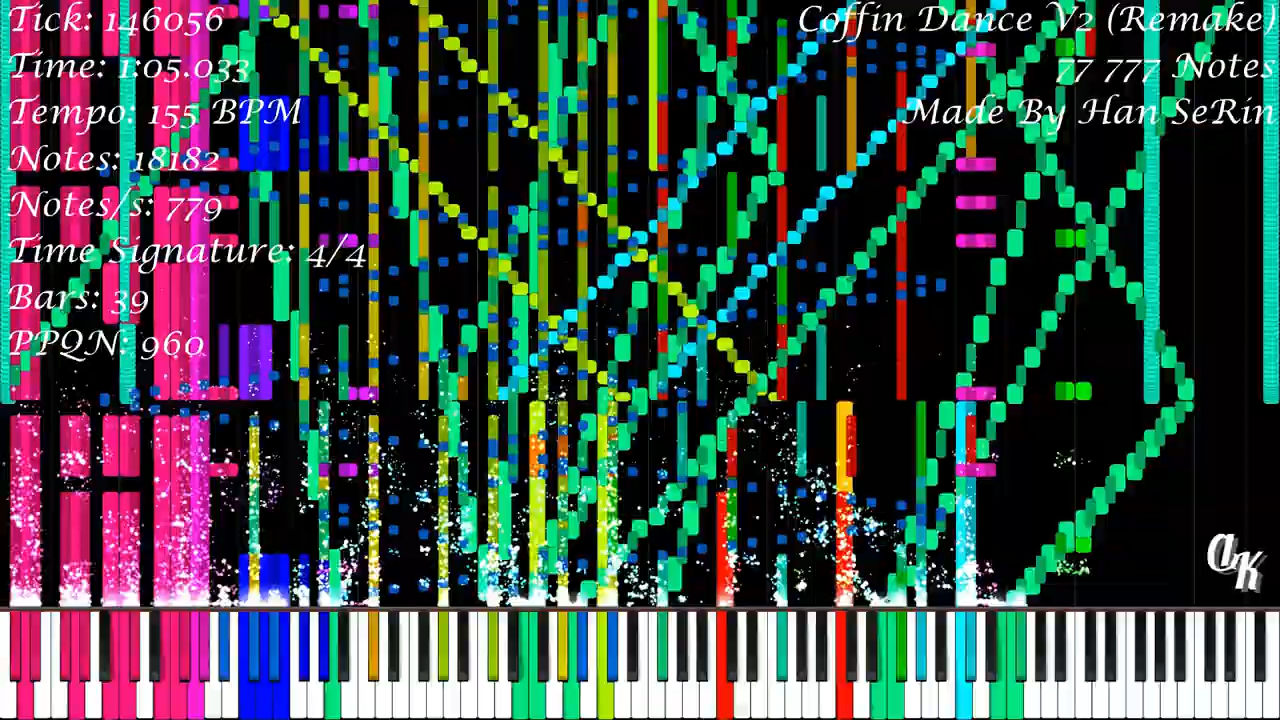 Tick: 146056
Time: 1:05.033
Tempo: 155 BPM
Notes: 18182
Notes/s: 779
Time Signature: 4/4
Bars: 39
PPQN: 960
Coffin Dance V2 (Remake)
77 777 Notes
Made By Han SeRin
AK